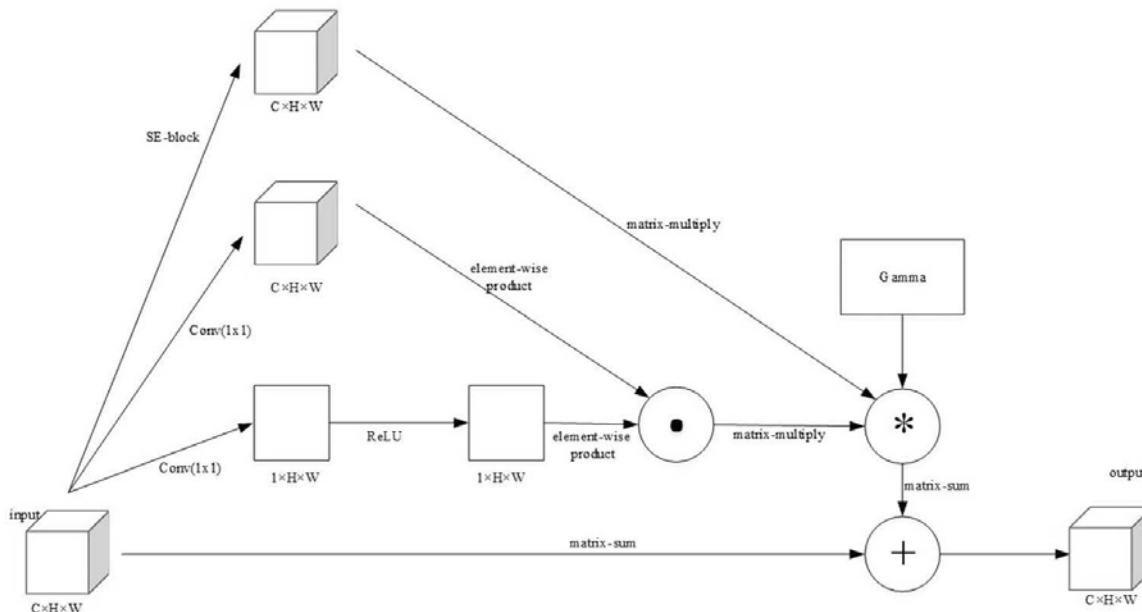 C×H×W
SE-block
matrix-multiply
C×H×W
element-wise
product
Gamma
Conv(1x1)
Conv(1x1)
1×H×W
ReLU
1×H×W
element-wise
product
matrix-multiply
*
matrix-sum
input
C×H×W
matrix-sum
+
output
C×H×W